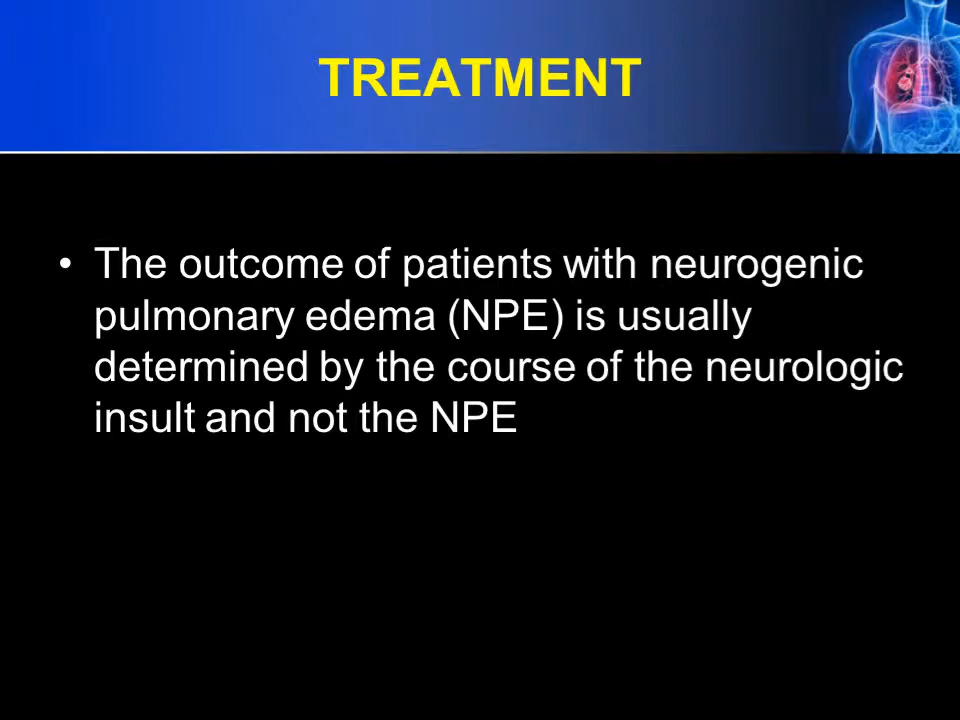 TREATMENT
• The outcome of patients with neurogenic
pulmonary edema (NPE) is usually
determined by the course of the neurologic
insult and not the NPE